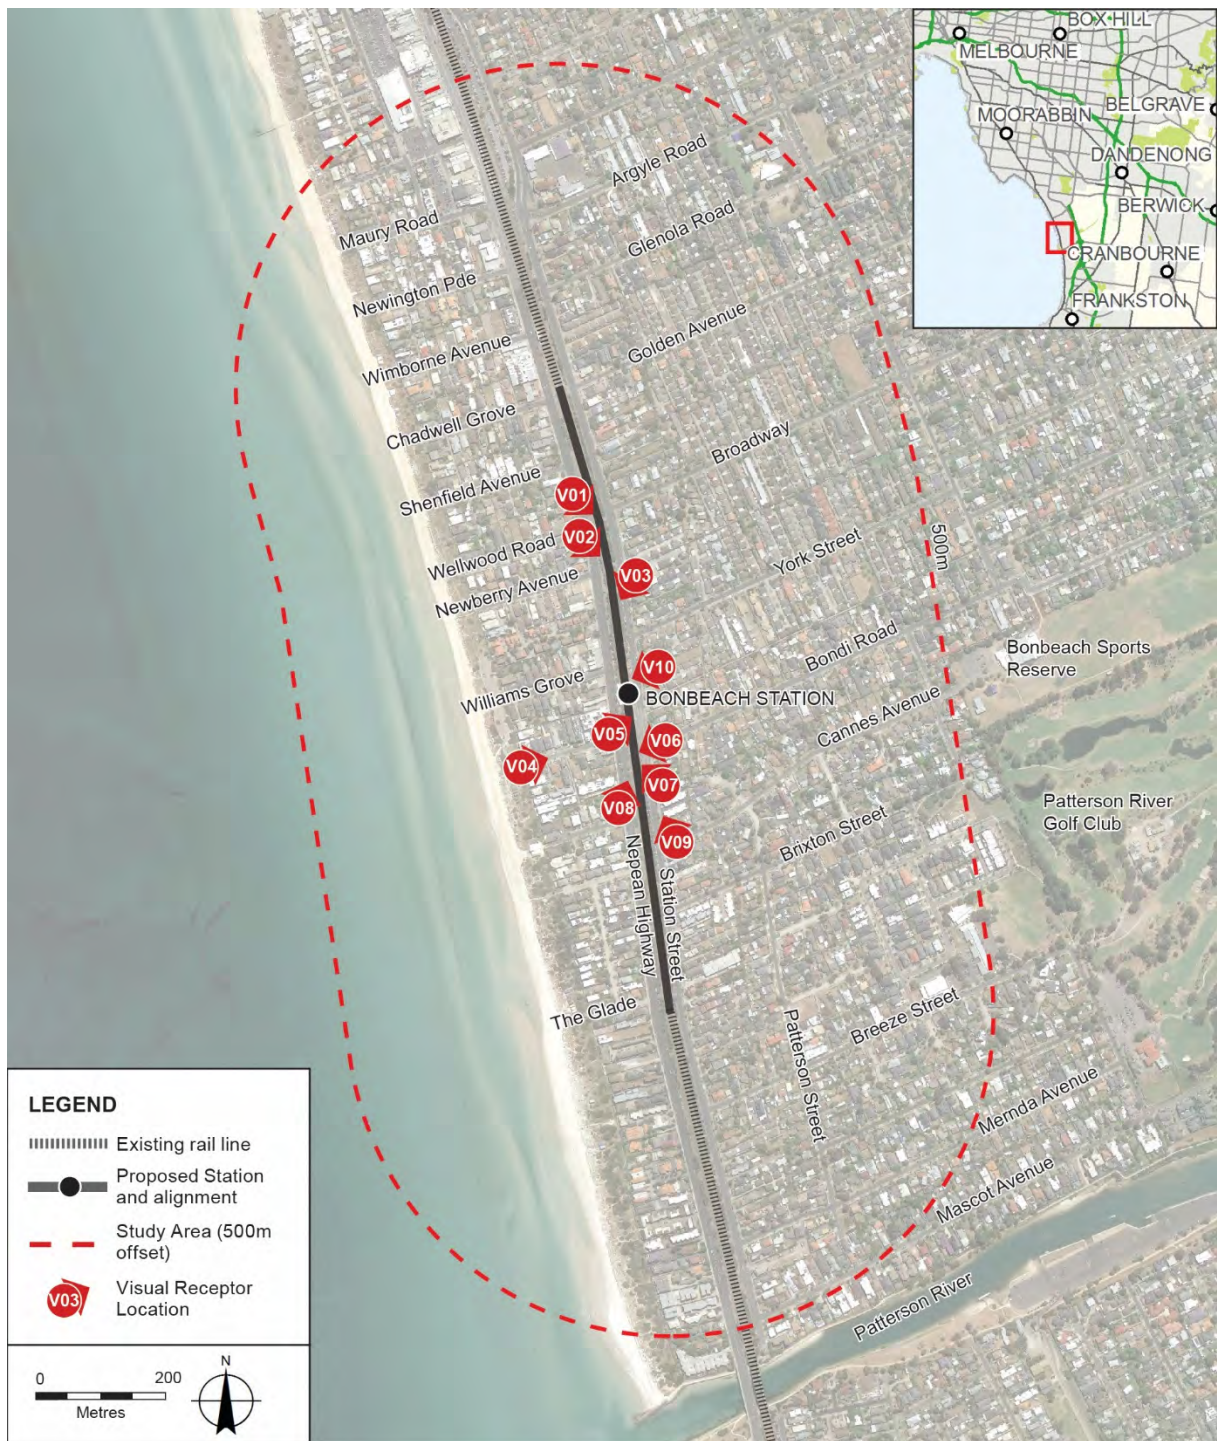 BOX HILL
MELBOURNE
BELGRAVE
MOORABBIN
DANDENONG
BERWICK
CRANBOURNE
FRANKSTON
Argyle Road
Maury Road
Glenola Road
Newington Pde
Golden Avenue
Wimborne Avenue
Chadwell Grove
Broadway
Shenfield Avenue
V01
V02
Wellwood Road
500m
York Street
V03
Newberry Avenue
Bondi Road
Bonbeach Sports
Reserve
V10
Williams Grove
BONBEACH STATION
Cannes Avenue
V05
V06
V04
V07
V08
Patterson River
Golf Club
Brixton Street
V09
Nepean Highway
Station Street
The Glade
Breeze Street
Patterson Street
Mernda Avenue
Mascot Avenue
Patterson River
LEGEND
Existing rail line
Proposed Station
and alignment
Study Area (500m
offset)
V03
Visual Receptor
Location
0 200
Metres
N